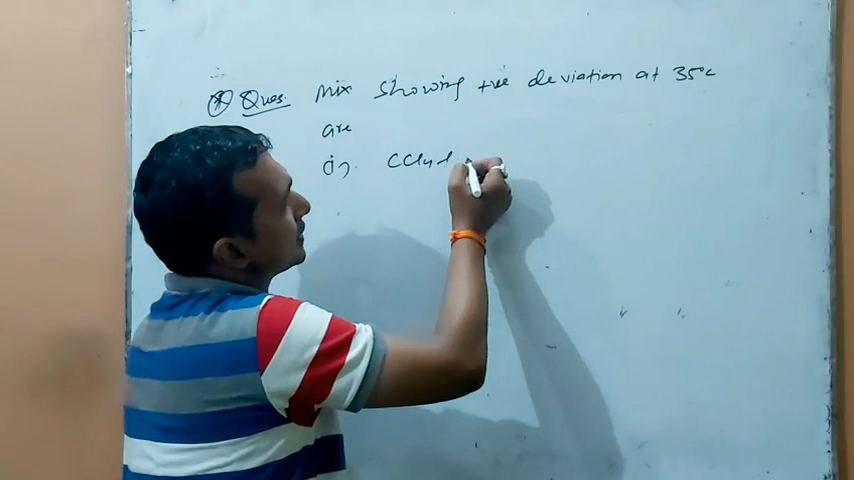 * Ques. Mix showing +ve deviation at 35°C
are
(i). CCl4 +